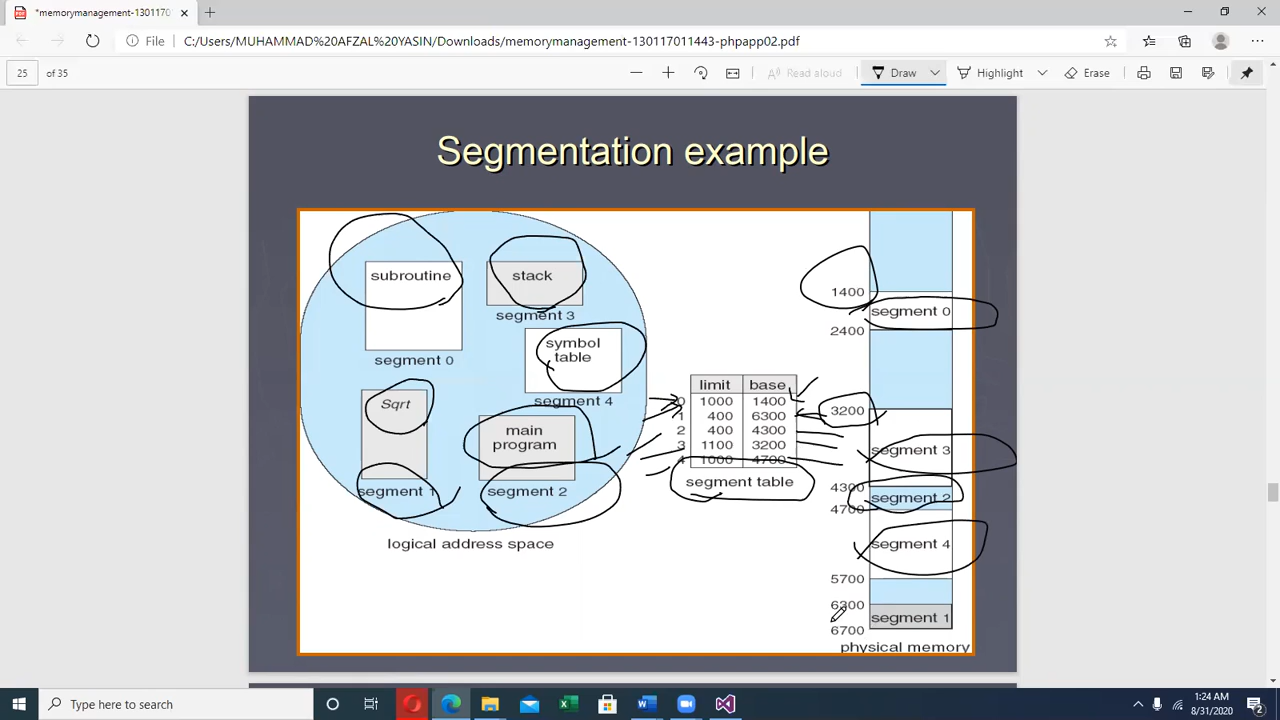 *memorymanagement-1301170
File
C:/Users/MUHAMMAD%20AFZAL%20YASIN/Downloads/memorymanagement-130117011443-phpapp02.pdf
25 of 35
Read aloud
Draw
Highlight
Erase
Segmentation example
subroutine
segment 0
stack
segment 3
symbol
table
segment 4
Sqrt
segment 1
main
program
segment 2
logical address space
limit base
0 1000 1400
1 400 6300
2 400 4300
3 1100 3200
4 1000 4700
segment table
1400
segment 0
2400
3200
segment 3
4300
segment 2
4700
segment 4
5700
6300
segment 1
6700
physical memory
Type here to search
1:24 AM
8/31/2020
2